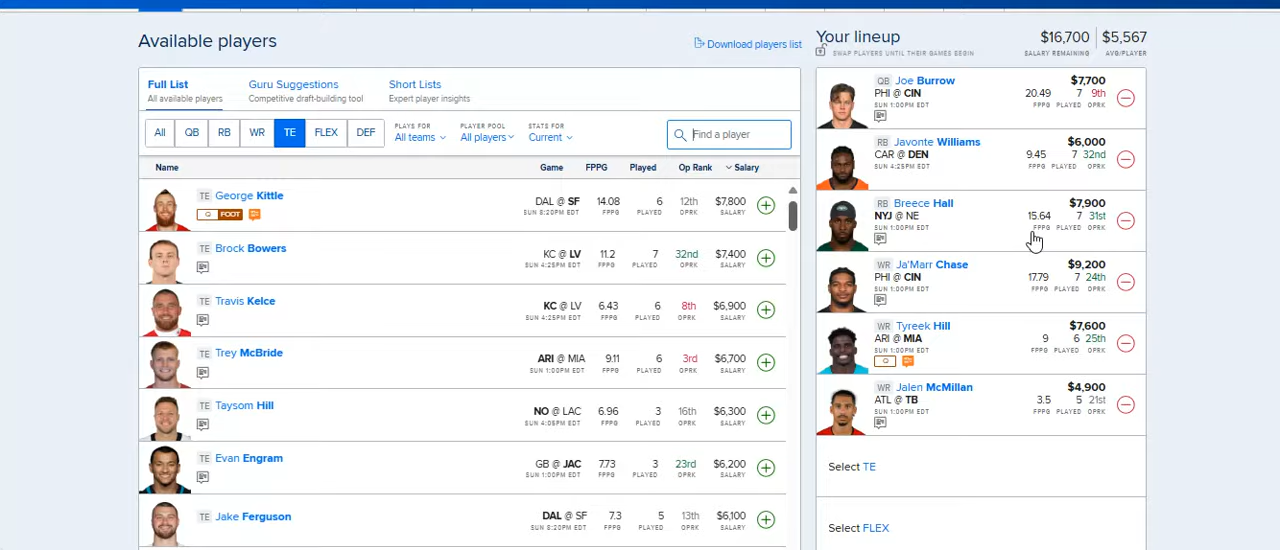 Available players
Download players list
Full List
All available players
Guru Suggestions
Competitive draft-building tool
Short Lists
Expert player insights
All QB RB WR TE FLEX DEF
PLAYS FOR
All teams
PLAYER POOL
All players
STATS FOR
Current
Find a player
Name Game FPPG Played Op Rank Salary
TE George Kittle
Q FOOT
DAL @ SF 14.08 6 12th $7,800
SUN 8:20PM EDT FPPG PLAYED OPRK SALARY
TE Brock Bowers
KC @ LV 11.2 7 32nd $7,400
SUN 4:25PM EDT FPPG PLAYED OPRK SALARY
TE Travis Kelce
KC @ LV 6.43 6 8th $6,900
SUN 4:25PM EDT FPPG PLAYED OPRK SALARY
TE Trey McBride
ARI @ MIA 9.11 6 3rd $6,700
SUN 1:00PM EDT FPPG PLAYED OPRK SALARY
TE Taysom Hill
NO @ LAC 6.96 3 16th $6,300
SUN 4:05PM EDT FPPG PLAYED OPRK SALARY
TE Evan Engram
GB @ JAC 7.73 3 23rd $6,200
SUN 1:00PM EDT FPPG PLAYED OPRK SALARY
TE Jake Ferguson
DAL @ SF 7.3 5 13th $6,100
SUN 8:20PM EDT FPPG PLAYED OPRK SALARY
Your lineup
SWAP PLAYERS UNTIL THEIR GAMES BEGIN
$16,700 $5,567
SALARY REMAINING AVG/PLAYER
QB Joe Burrow $7,700
PHI @ CIN 20.49 7 9th
SUN 1:00PM EDT FPPG PLAYED OPRK
RB Javonte Williams $6,000
CAR @ DEN 9.45 7 32nd
SUN 4:25PM EDT FPPG PLAYED OPRK
RB Breece Hall $7,900
NYJ @ NE 15.64 7 31st
SUN 1:00PM EDT FPPG PLAYED OPRK
WR Ja'Marr Chase $9,200
PHI @ CIN 17.79 7 24th
SUN 1:00PM EDT FPPG PLAYED OPRK
WR Tyreek Hill $7,600
ARI @ MIA 9 6 25th
SUN 1:00PM EDT FPPG PLAYED OPRK
Q
WR Jalen McMillan $4,900
ATL @ TB 3.5 5 21st
SUN 1:00PM EDT FPPG PLAYED OPRK
Select TE
Select FLEX